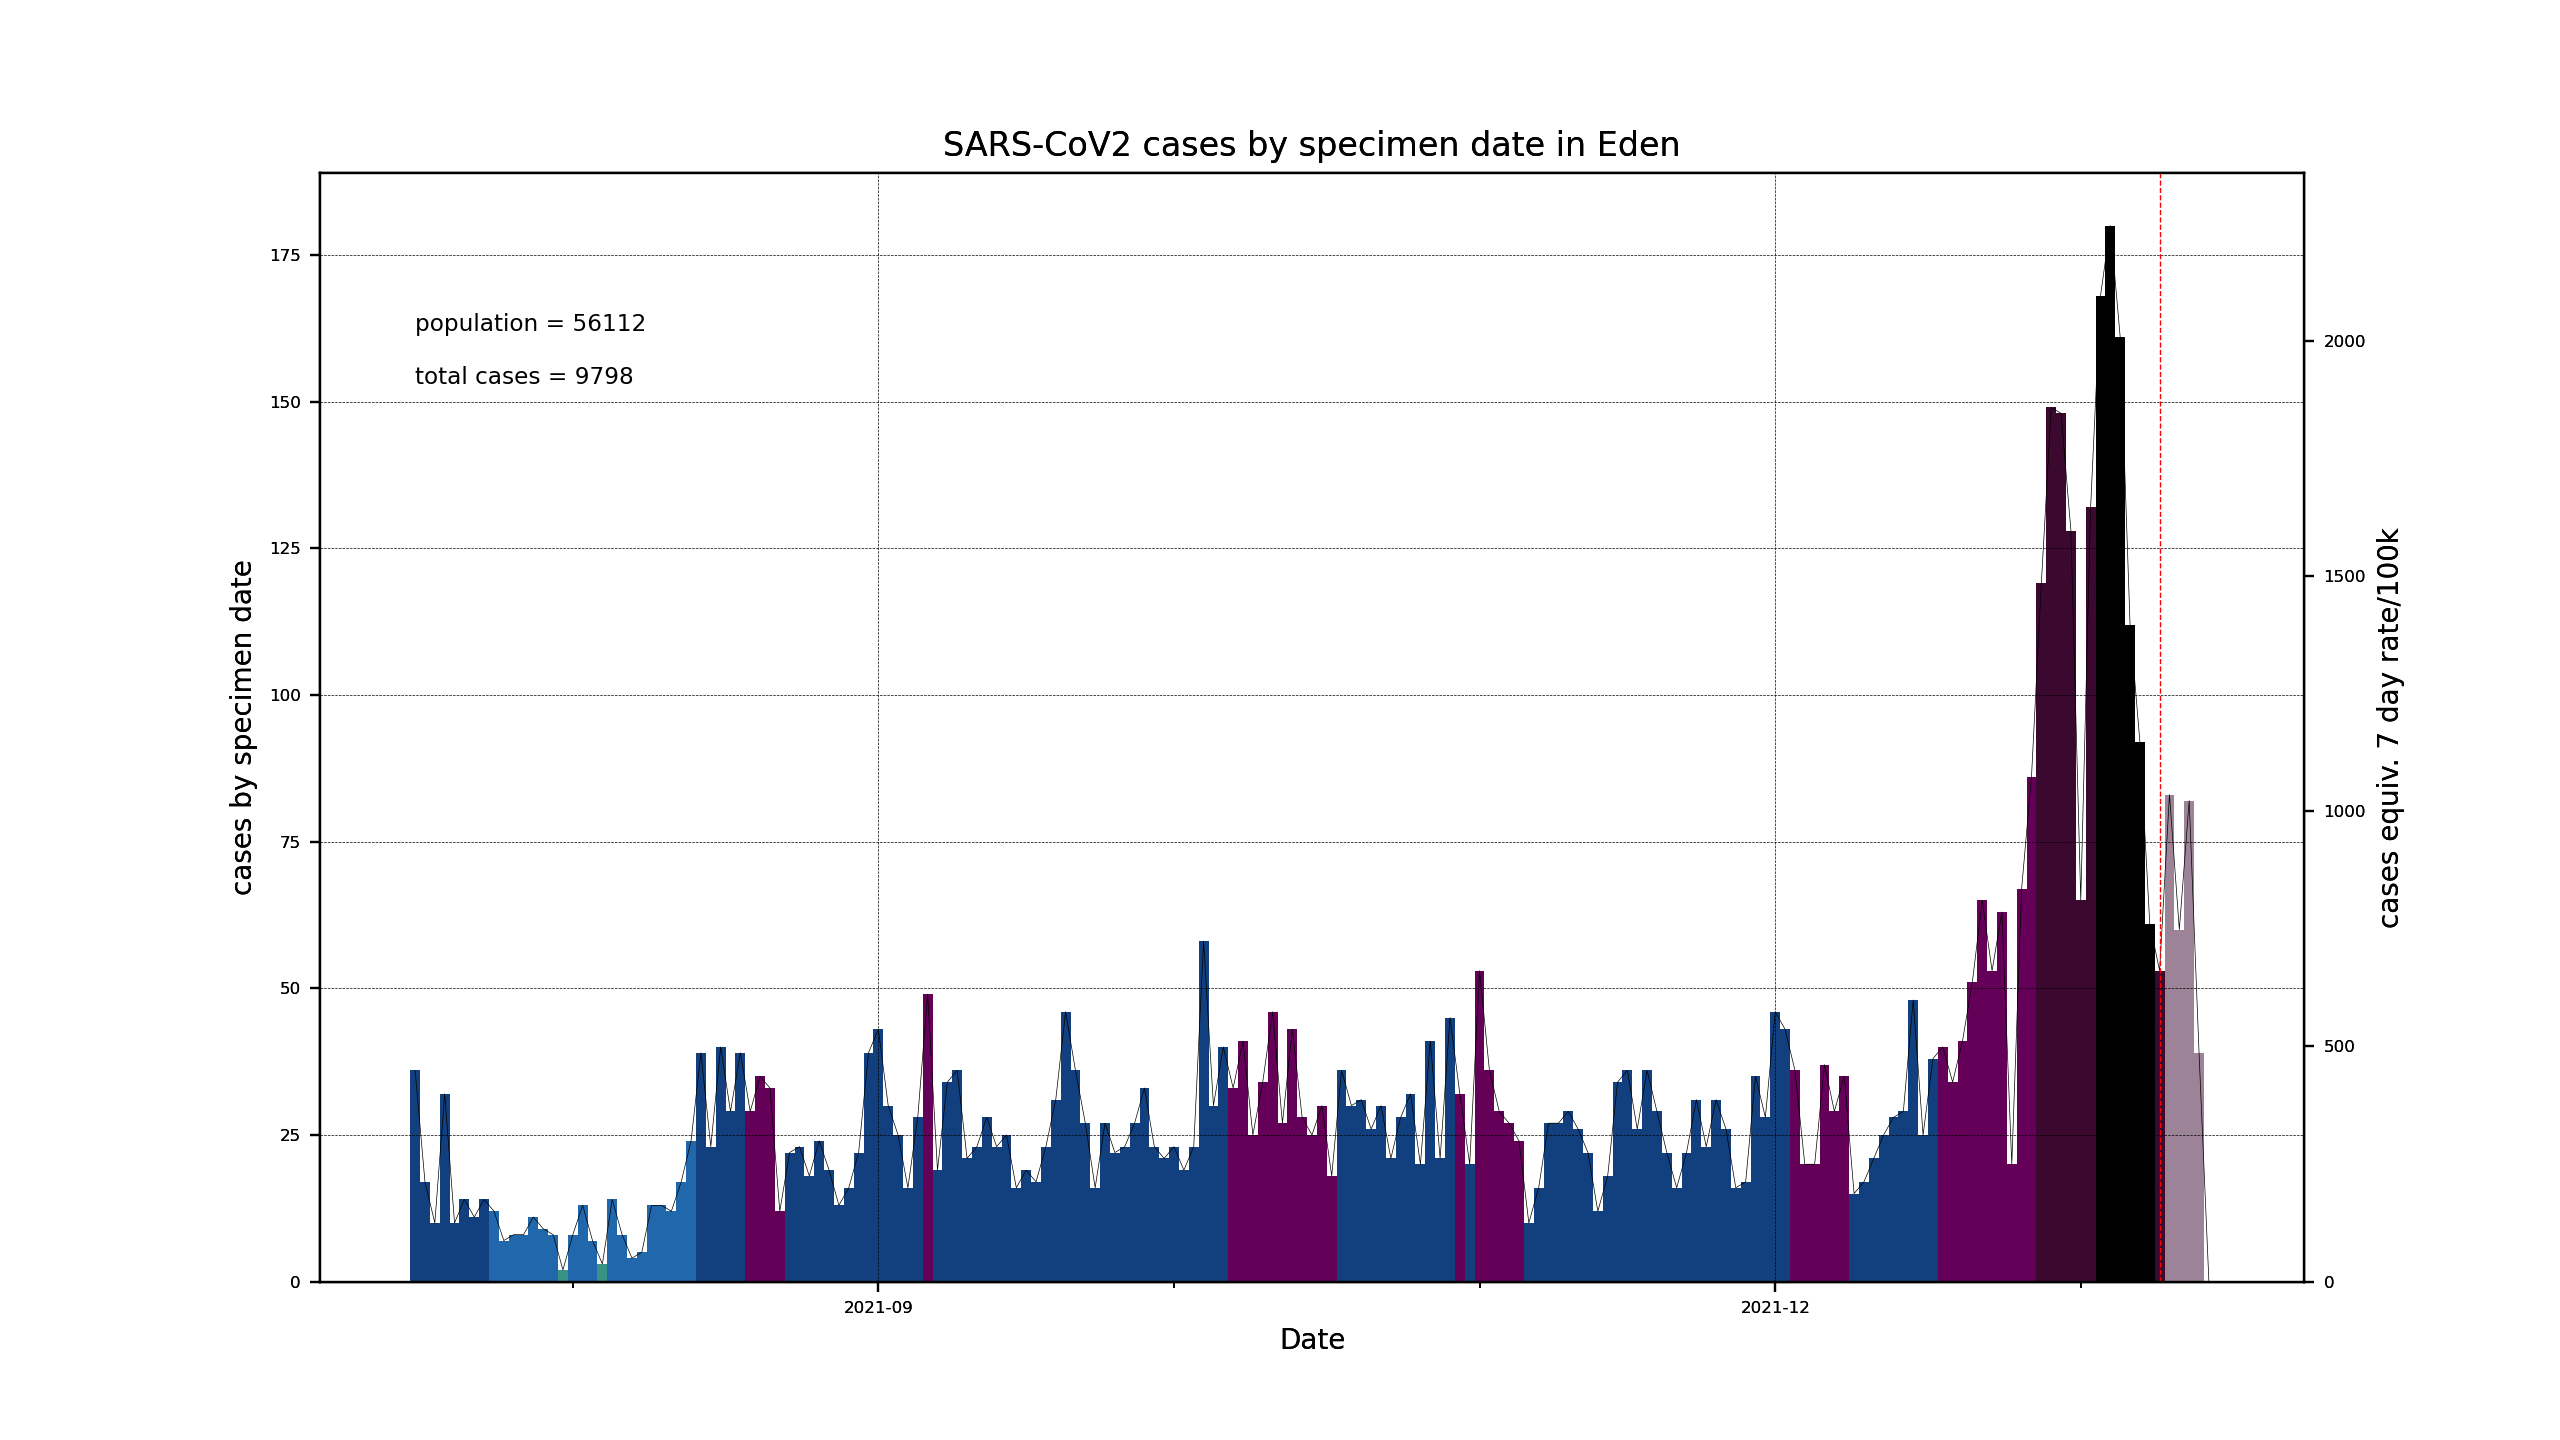 SARS-CoV2 cases by specimen date in Eden
population = 56112
total cases = 9798
cases by specimen date
175
150
125
100
75
50
25
0
2000
1500
1000
500
0
cases equiv. 7 day rate/100k
2021-09
2021-12
Date